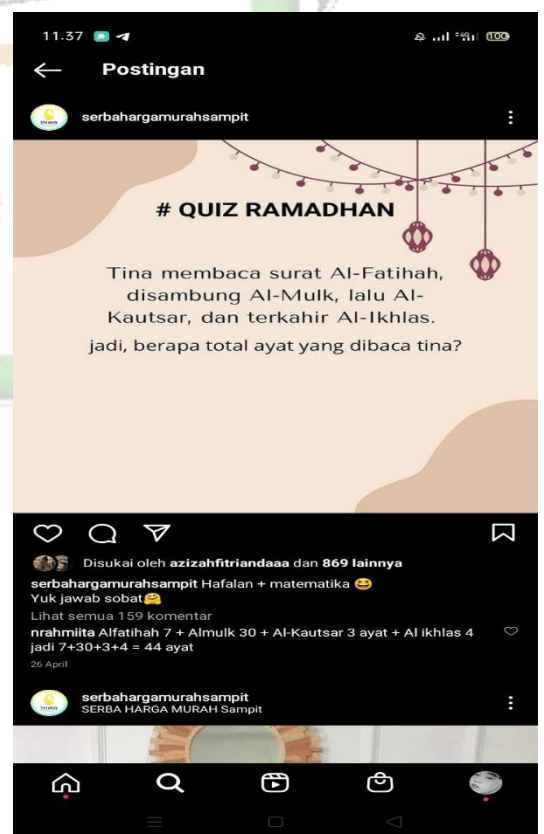 11.37
100
Postingan
serbahargamurahsampit
# QUIZ RAMADHAN
Tina membaca surat Al-Fatihah,
disambung Al-Mulk, lalu Al-
Kautsar, dan terkahir Al-Ikhlas.
jadi, berapa total ayat yang dibaca tina?
Disukai oleh azizahfitriandaaa dan 869 lainnya
serbahargamurahsampit Hafalan + matematika 😆
Yuk jawab sobat🤗
Lihat semua 159 komentar
nrahmiita Alfatihah 7 + Almulk 30 + Al-Kautsar 3 ayat + Al ikhlas 4
jadi 7+30+3+4 = 44 ayat
26 April
serbahargamurahsampit
SERBA HARGA MURAH Sampit